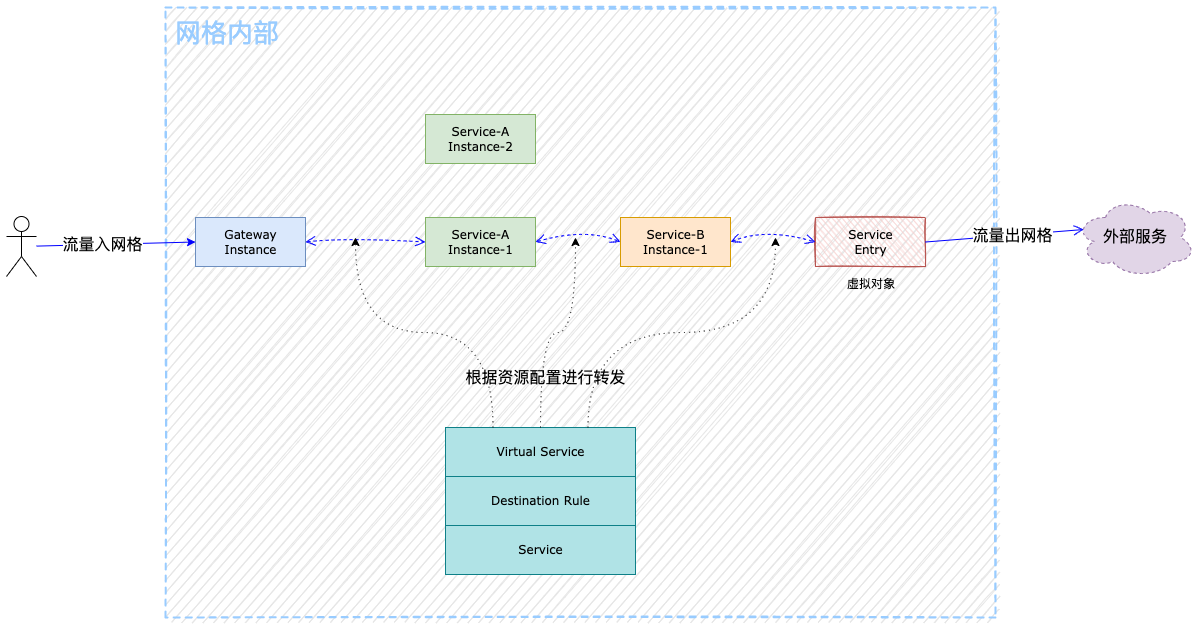 网格内部
Service-A
Instance-2
流量入网格
Gateway
Instance
Service-A
Instance-1
Service-B
Instance-1
Service
Entry
虚拟对象
流量出网格
外部服务
根据资源配置进行转发
Virtual Service
Destination Rule
Service